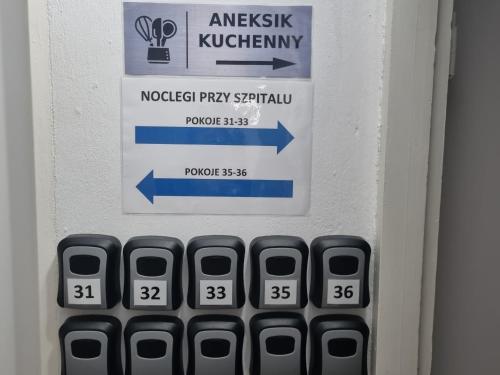 ANEKSIK
KUCHENNY
NOCLEGI PRZY SZPITALU
POKOJE 31-33
POKOJE 35-36
31 32 33 35 36